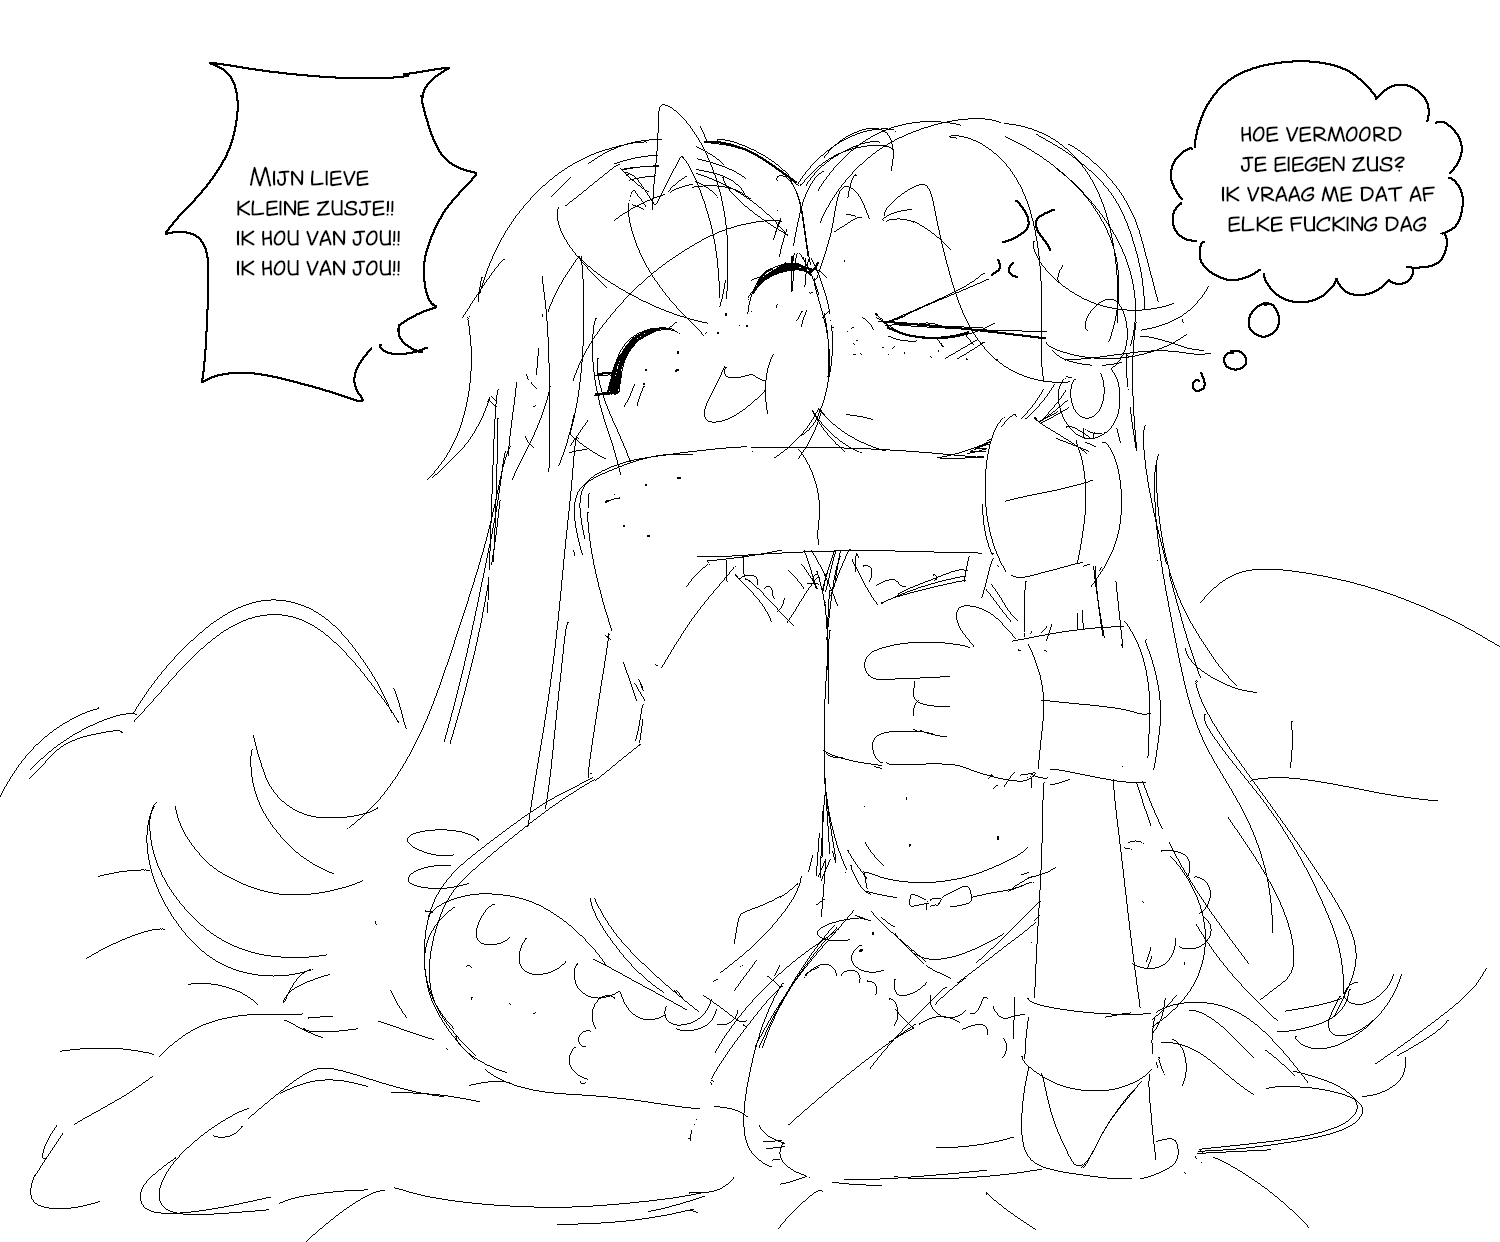 Mijn lieve
kleine zusje!!
ik hou van jou!!
ik hou van jou!!
hoe vermoord
je eiegen zus?
ik vraag me dat af
elke fucking dag